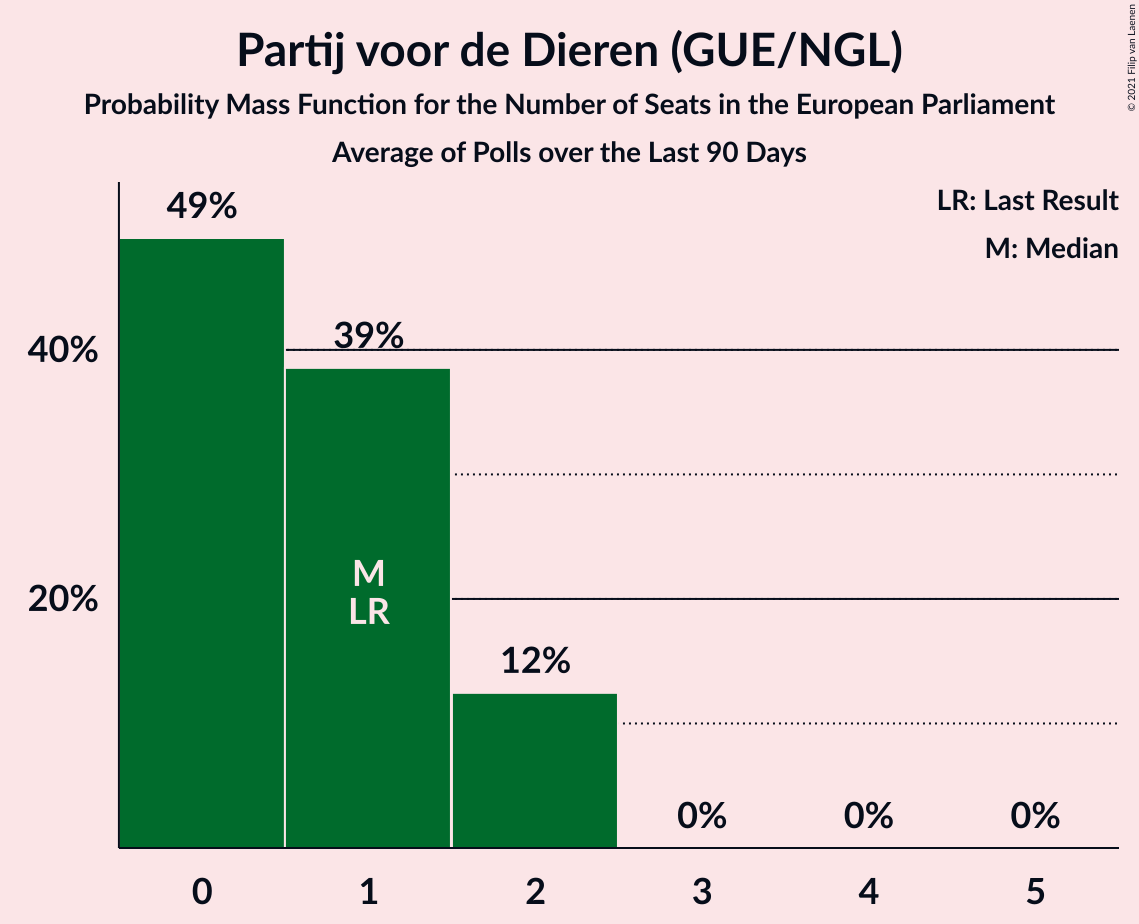 Partij voor de Dieren (GUE/NGL)
Probability Mass Function for the Number of Seats in the European Parliament
Average of Polls over the Last 90 Days
© 2021 Filip van Laenen
LR: Last Result
M: Median
49%
39%
40%
M
LR
20%
12%
0%
0%
0%
0
1
2
3
4
5